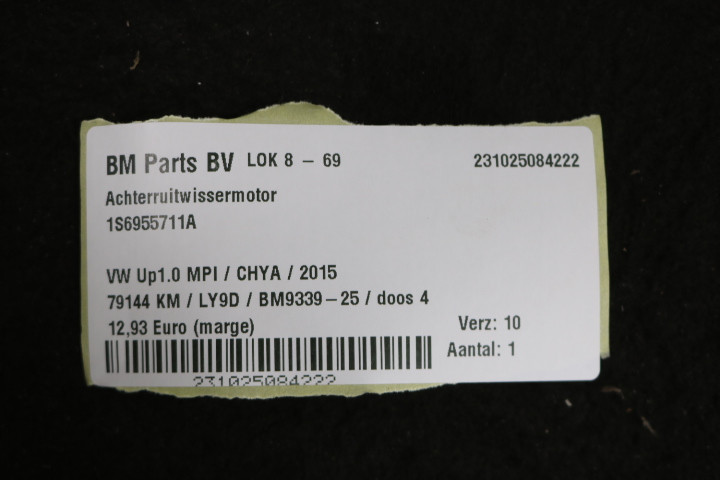 BM Parts BV LOK 8 - 69 231025084222
Achterruitwissermotor
1S6955711A
VW Up1.0 MPI / CHYA / 2015
79144 KM / LY9D / BM9339-25 / doos 4
12,93 Euro (marge) Verz: 10
Aantal: 1
231025084222